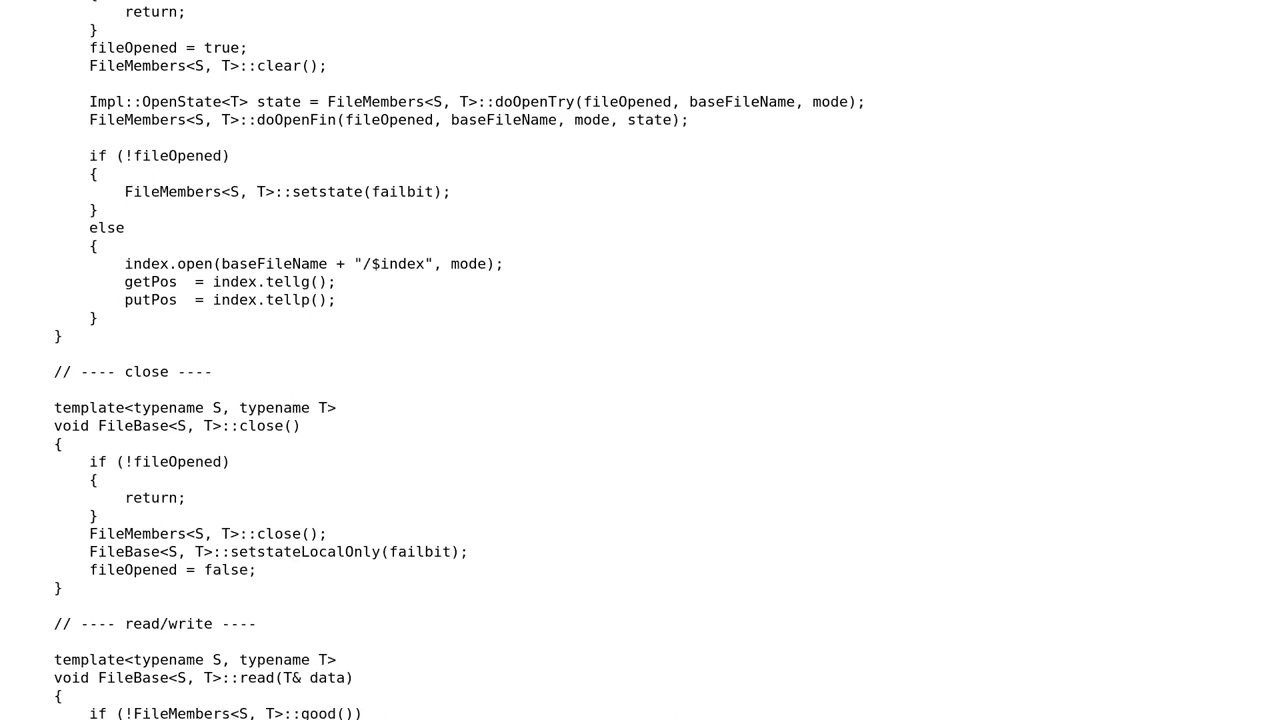 {
return;
}
fileOpened = true;
FileMembers<S, T>::clear();
Impl::OpenState<T> state = FileMembers<S, T>::doOpenTry(fileOpened, baseFileName, mode);
FileMembers<S, T>::doOpenFin(fileOpened, baseFileName, mode, state);
if (!fileOpened)
{
FileMembers<S, T>::setstate(failbit);
}
else
{
index.open(baseFileName + "/$index", mode);
getPos  = index.tellg();
putPos  = index.tellp();
}
}
// ---- close ----
template<typename S, typename T>
void FileBase<S, T>::close()
{
if (!fileOpened)
{
return;
}
FileMembers<S, T>::close();
FileBase<S, T>::setstateLocalOnly(failbit);
fileOpened = false;
}
// ---- read/write ----
template<typename S, typename T>
void FileBase<S, T>::read(T& data)
{
if (!FileMembers<S, T>::good())